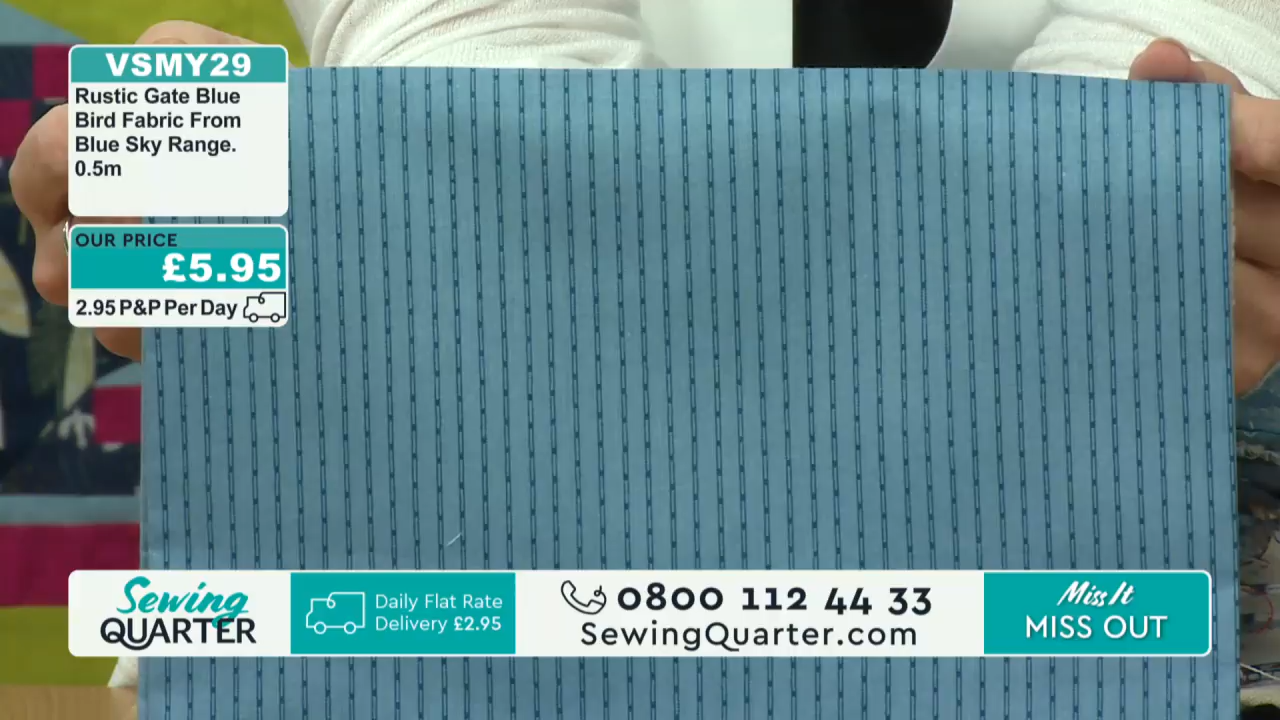 VSMY29
Rustic Gate Blue
Bird Fabric From
Blue Sky Range.
0.5m
OUR PRICE
£5.95
2.95 P&P Per Day
Sewing
QUARTER
Daily Flat Rate
Delivery £2.95
0800 112 44 33
SewingQuarter.com
Miss It
MISS OUT